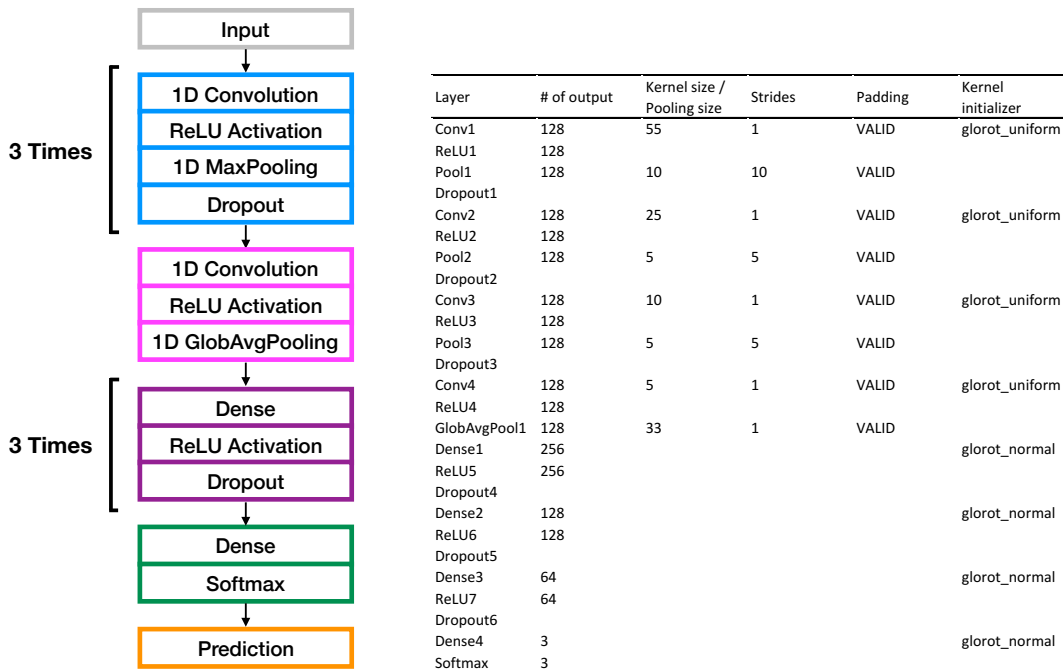 Input
3 Times
1D Convolution
ReLU Activation
1D MaxPooling
Dropout
1D Convolution
ReLU Activation
1D GlobAvgPooling
3 Times
Dense
ReLU Activation
Dropout
Dense
Softmax
Prediction
Layer # of output Kernel size / Pooling size Strides Padding Kernel initializer
Conv1 128 55 1 VALID glorot_uniform
ReLU1 128
Pool1 128 10 10 VALID
Dropout1
Conv2 128 25 1 VALID glorot_uniform
ReLU2 128
Pool2 128 5 5 VALID
Dropout2
Conv3 128 10 1 VALID glorot_uniform
ReLU3 128
Pool3 128 5 5 VALID
Dropout3
Conv4 128 5 1 VALID glorot_uniform
ReLU4 128
GlobAvgPool1 128 33 1 VALID
Dense1 256 glorot_normal
ReLU5 256
Dropout4
Dense2 128 glorot_normal
ReLU6 128
Dropout5
Dense3 64 glorot_normal
ReLU7 64
Dropout6
Dense4 3 glorot_normal
Softmax 3